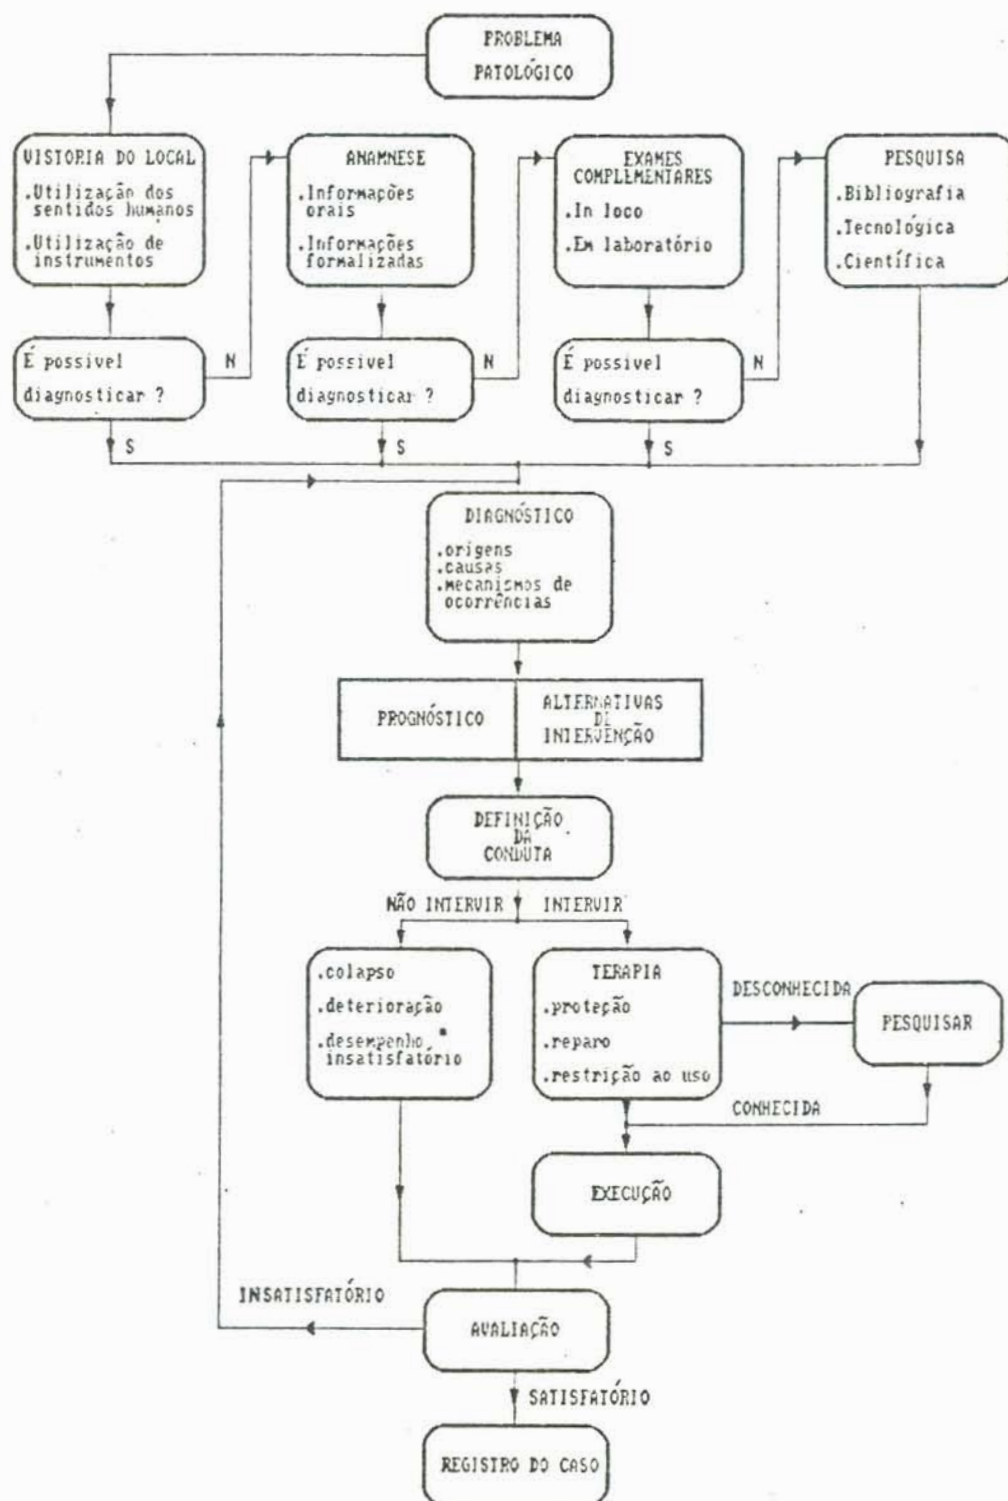 PROBLEMA
PATOLÓGICO
VISTORIA DO LOCAL
.Utilização dos
sentidos humanos
.Utilização de
instrumentos
ANAMNESE
.Informações
orais
.Informações
formalizadas
EXAMES
COMPLEMENTARES
.In loco
.Em laboratório
PESQUISA
.Bibliografia
.Tecnológica
.Científica
É possivel
diagnosticar ?
N
É possivel
diagnosticar ?
N
É possivel
diagnosticar ?
N
S
S
S
DIAGNÓSTICO
.origens
.causas
.mecanismos de
ocorrências
PROGNÓSTICO
ALTERNATIVAS
DE
INTERVENÇÃO
DEFINIÇÃO
DA
CONDUTA
NÃO INTERVIR
INTERVIR
.colapso
.deterioração
.desempenho
insatisfatório
TERAPIA
.proteção
.reparo
.restrição ao uso
DESCONHECIDA
PESQUISAR
CONHECIDA
EXECUÇÃO
INSATISFATÓRIO
AVALIAÇÃO
SATISFATÓRIO
REGISTRO DO CASO